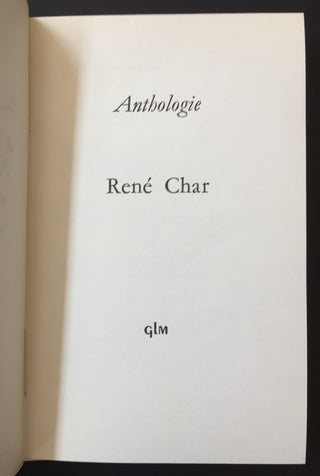 Anthologie
René Char
GLM